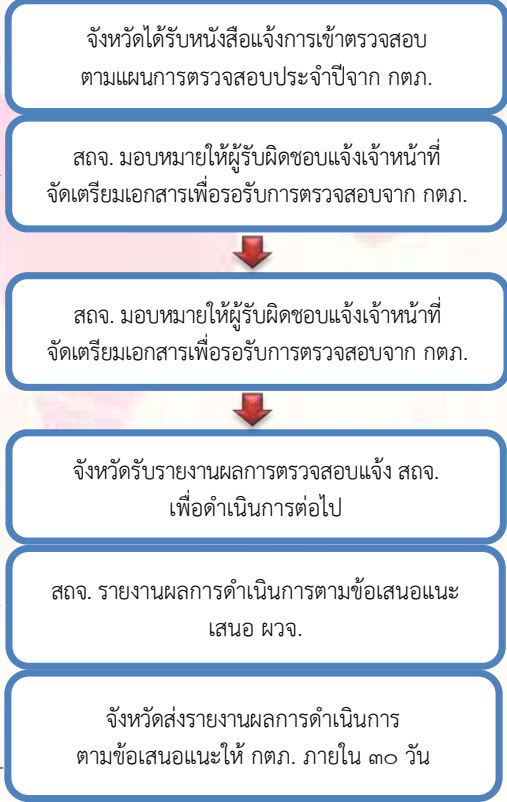 จังหวัดได้รับหนังสือแจ้งการเข้าตรวจสอบ
ตามแผนการตรวจสอบประจำปีจาก กตภ.
สถจ. มอบหมายให้ผู้รับผิดชอบแจ้งเจ้าหน้าที่
จัดเตรียมเอกสารเพื่อรอรับการตรวจสอบจาก กตภ.
สถจ. มอบหมายให้ผู้รับผิดชอบแจ้งเจ้าหน้าที่
จัดเตรียมเอกสารเพื่อรอรับการตรวจสอบจาก กตภ.
จังหวัดรับรายงานผลการตรวจสอบแจ้ง สถจ.
เพื่อดำเนินการต่อไป
สถจ. รายงานผลการดำเนินการตามข้อเสนอแนะ
เสนอ ผวจ.
จังหวัดส่งรายงานผลการดำเนินการ
ตามข้อเสนอแนะให้ กตภ. ภายใน ๓๐ วัน